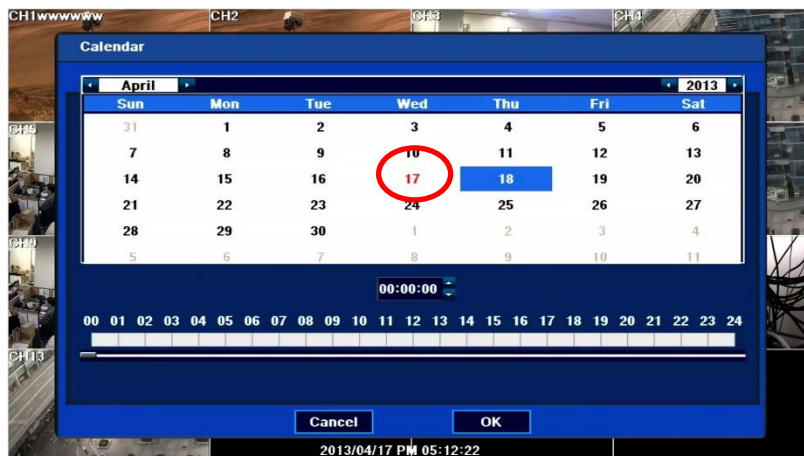 CH1wwwwww CH2 CH3 CH4
Calendar
April 2013
Sun Mon Tue Wed Thu Fri Sat
31 1 2 3 4 5 6
7 8 9 10 11 12 13
14 15 16 17 18 19 20
21 22 23 24 25 26 27
28 29 30 1 2 3 4
5 6 7 8 9 10 11
CH5
CH9
00:00:00
00 01 02 03 04 05 06 07 08 09 10 11 12 13 14 15 16 17 18 19 20 21 22 23 24
CH13
Cancel OK
2013/04/17 PM 05:12:22